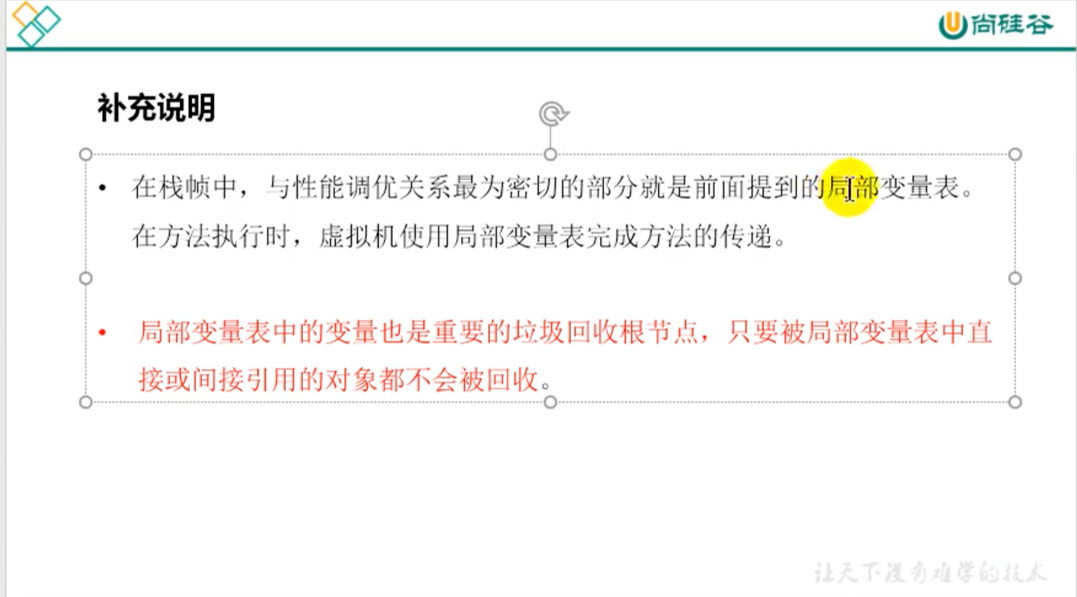 尚硅谷
补充说明
• 在栈帧中，与性能调优关系最为密切的部分就是前面提到的局部变量表。
在方法执行时，虚拟机使用局部变量表完成方法的传递。
• 局部变量表中的变量也是重要的垃圾回收根节点，只要被局部变量表中直
接或间接引用的对象都不会被回收。
让天下没有难学的技术